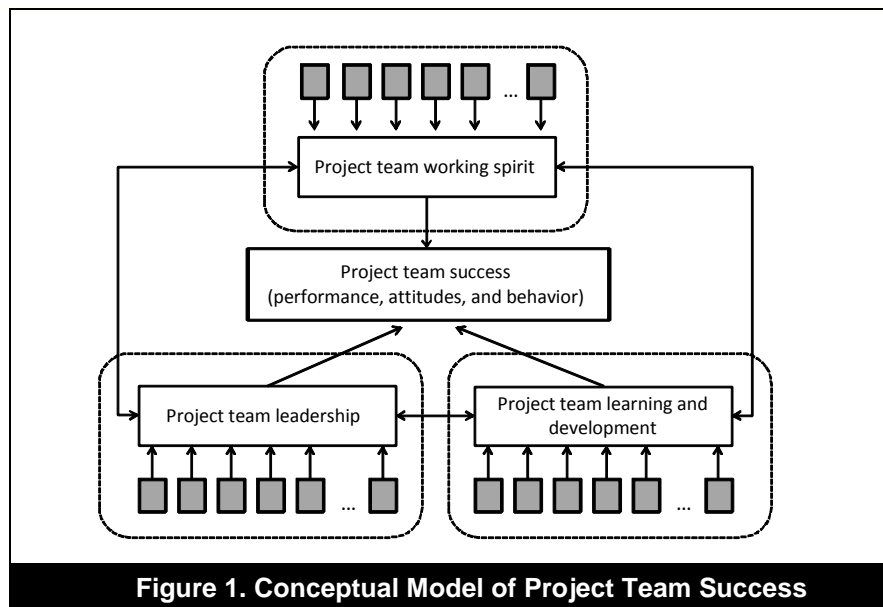 ...
Project team working spirit
Project team success
(performance, attitudes, and behavior)
Project team leadership
Project team learning and
development
...
...
Figure 1. Conceptual Model of Project Team Success